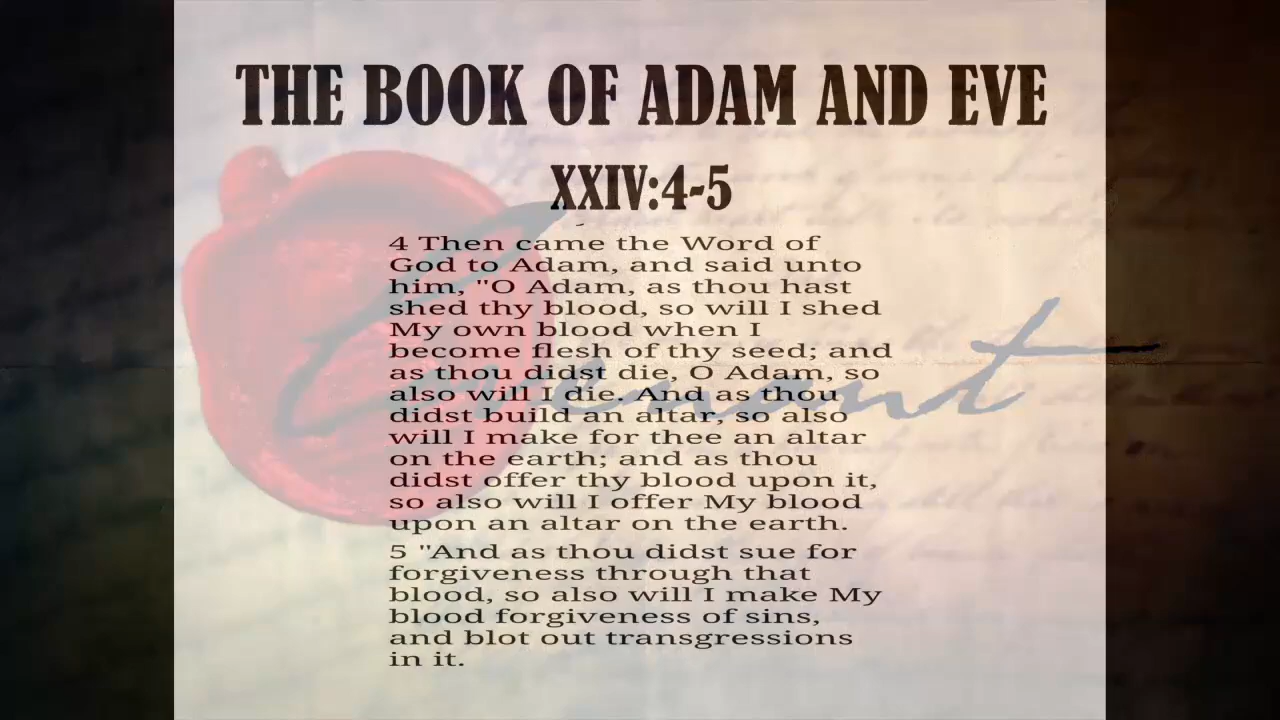 THE BOOK OF ADAM AND EVE
XXIV:4-5
4 Then came the Word of
God to Adam, and said unto
him, "O Adam, as thou hast
shed thy blood, so will I shed
My own blood when I
become flesh of thy seed; and
as thou didst die, O Adam, so
also will I die. And as thou
didst build an altar, so also
will I make for thee an altar
on the earth; and as thou
didst offer thy blood upon it,
so also will I offer My blood
upon an altar on the earth.
5 "And as thou didst sue for
forgiveness through that
blood, so also will I make My
blood forgiveness of sins,
and blot out transgressions
in it.
Covenant